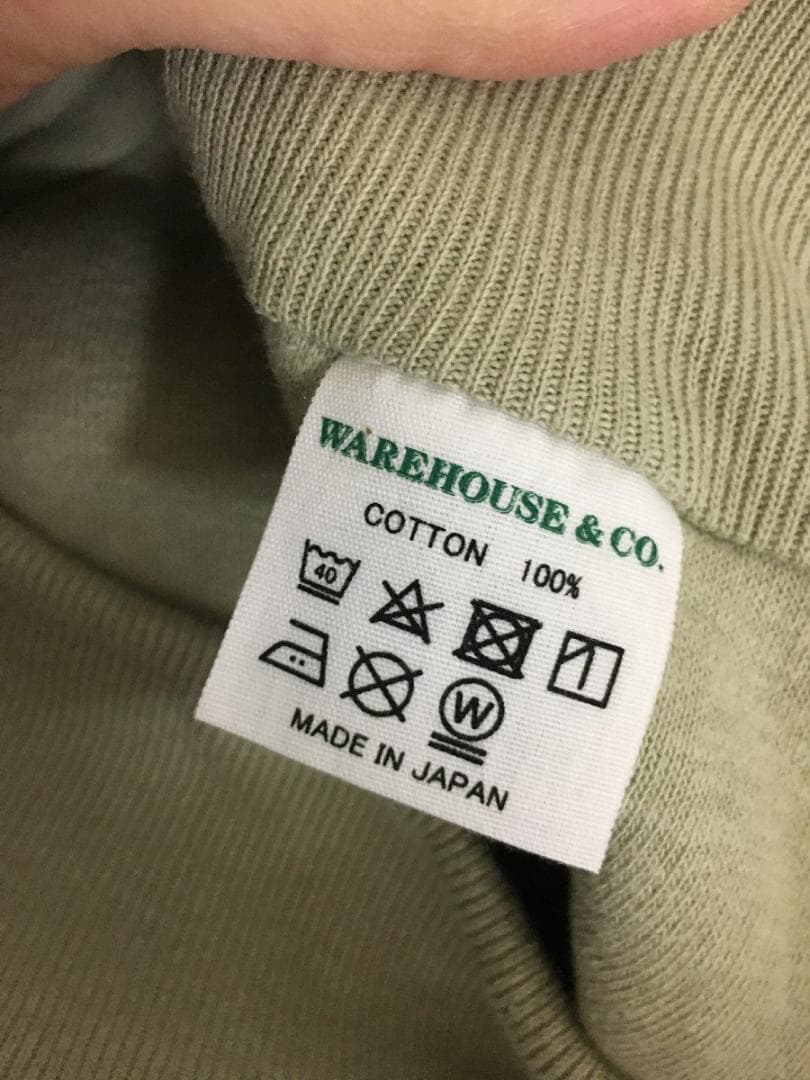 WAREHOUSE & CO.
COTTON 100%
40
W
MADE IN JAPAN